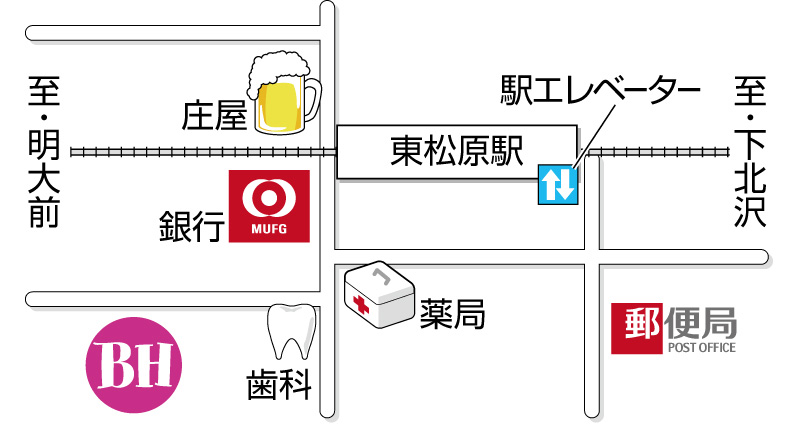 至・明大前
庄屋
駅エレベーター
至・下北沢
東松原駅
銀行
MUFG
薬局
郵便局
POST OFFICE
BH
歯科